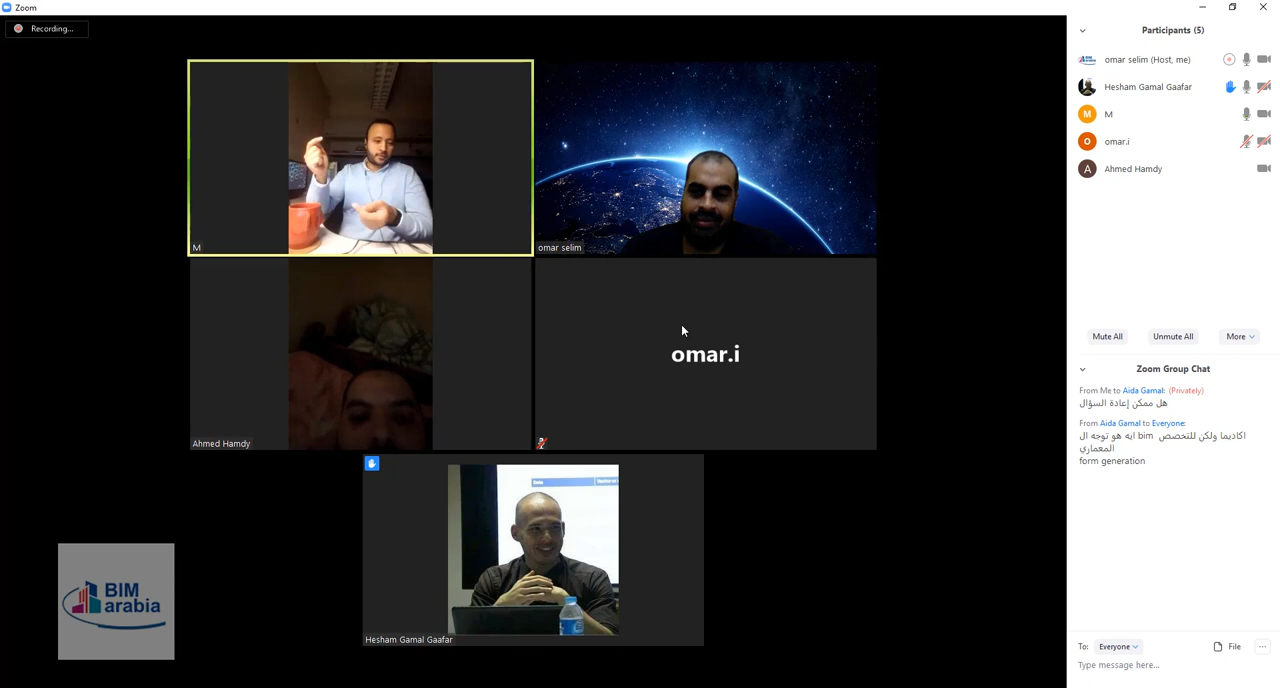 Zoom
Recording...
M
omar selim
Ahmed Hamdy
omar.i
Hesham Gamal Gaafar
BIM
arabia
Participants (5)
omar selim (Host, me)
Hesham Gamal Gaafar
M
M
O
omar.i
A
Ahmed Hamdy
Mute All
Unmute All
More
Zoom Group Chat
From Me to Aida Gamal: (Privately)
هل ممكن إعادة السؤال
From Aida Gamal to Everyone:
اكاديما ولكن للتخصص bim ايه هو توجه ال
المعماري
form generation
To: Everyone
File
...
Type message here...